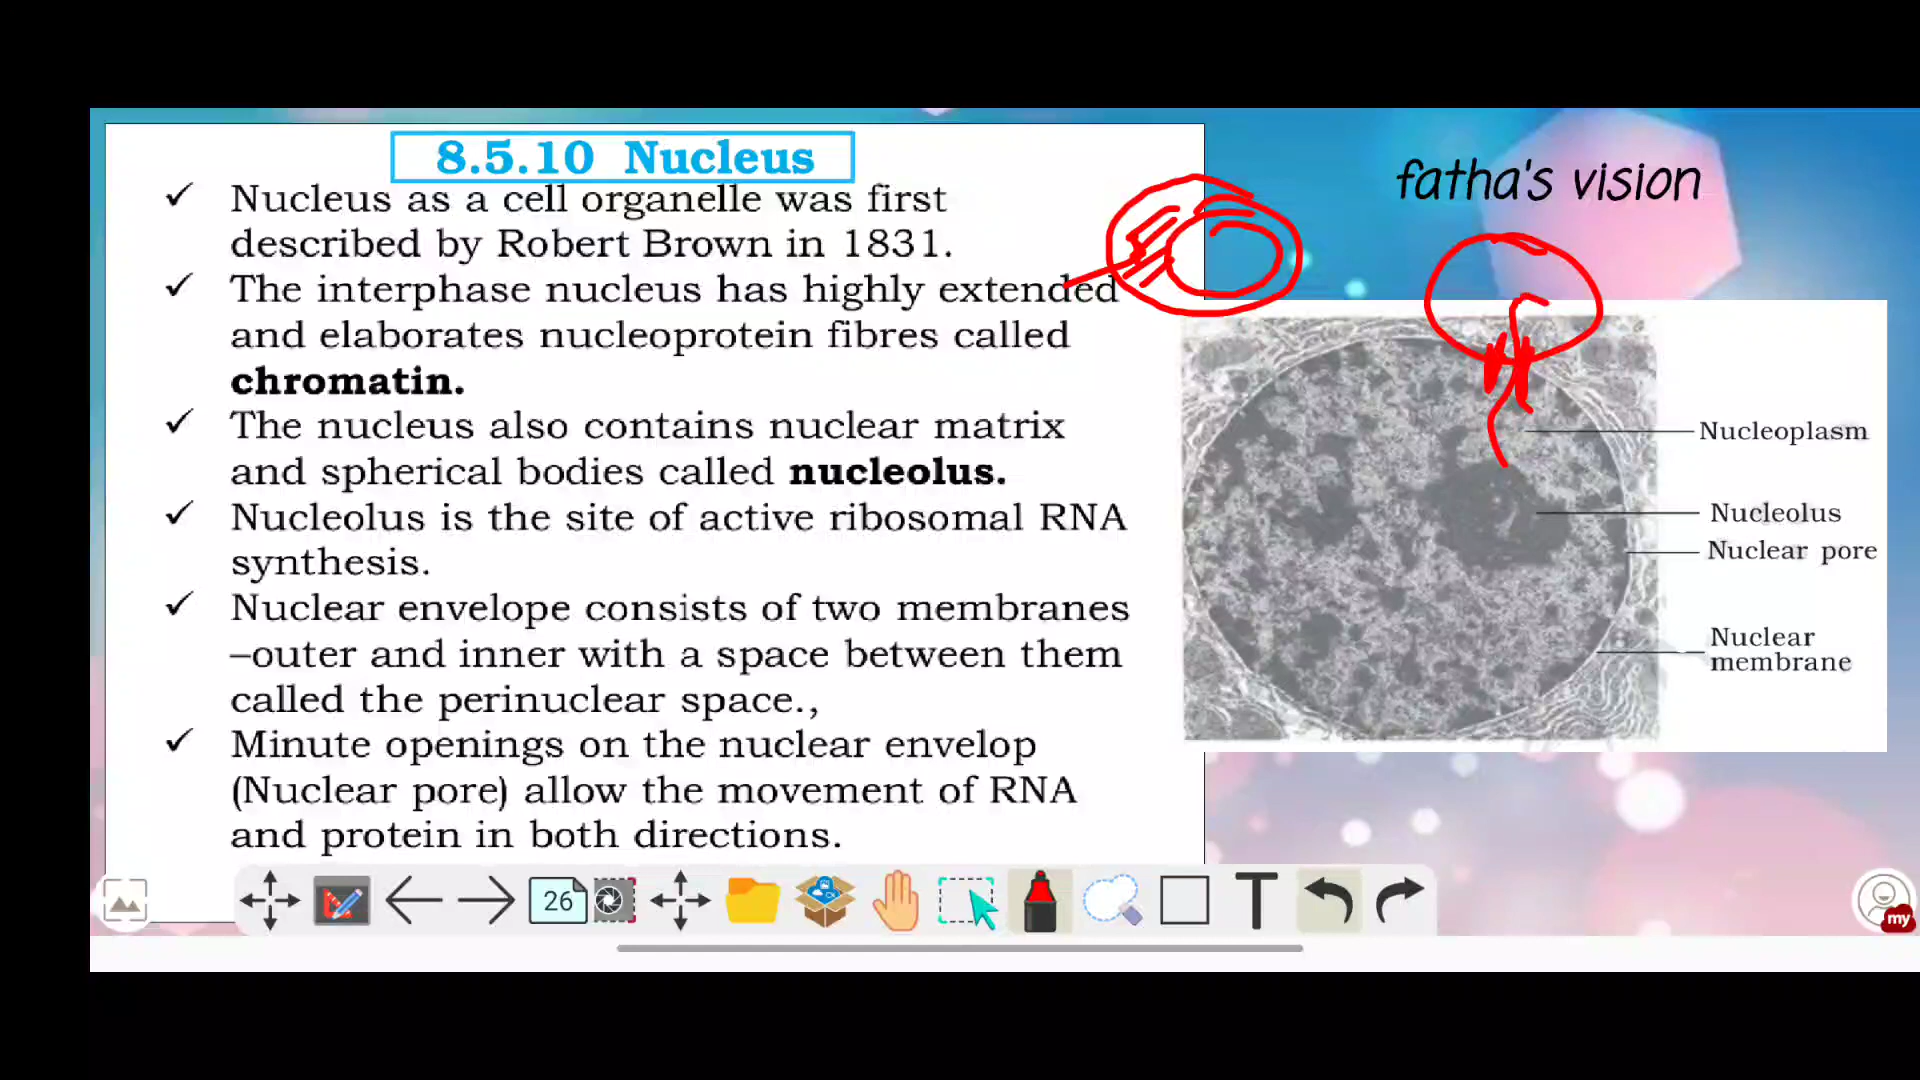 8.5.10 Nucleus
fatha's vision
✓ Nucleus as a cell organelle was first
described by Robert Brown in 1831.
✓ The interphase nucleus has highly extended
and elaborates nucleoprotein fibres called
chromatin.
✓ The nucleus also contains nuclear matrix
and spherical bodies called nucleolus.
✓ Nucleolus is the site of active ribosomal RNA
synthesis.
✓ Nuclear envelope consists of two membranes
–outer and inner with a space between them
called the perinuclear space.,
✓ Minute openings on the nuclear envelop
(Nuclear pore) allow the movement of RNA
and protein in both directions.
Nucleoplasm
Nucleolus
Nuclear pore
Nuclear
membrane
26
T
my